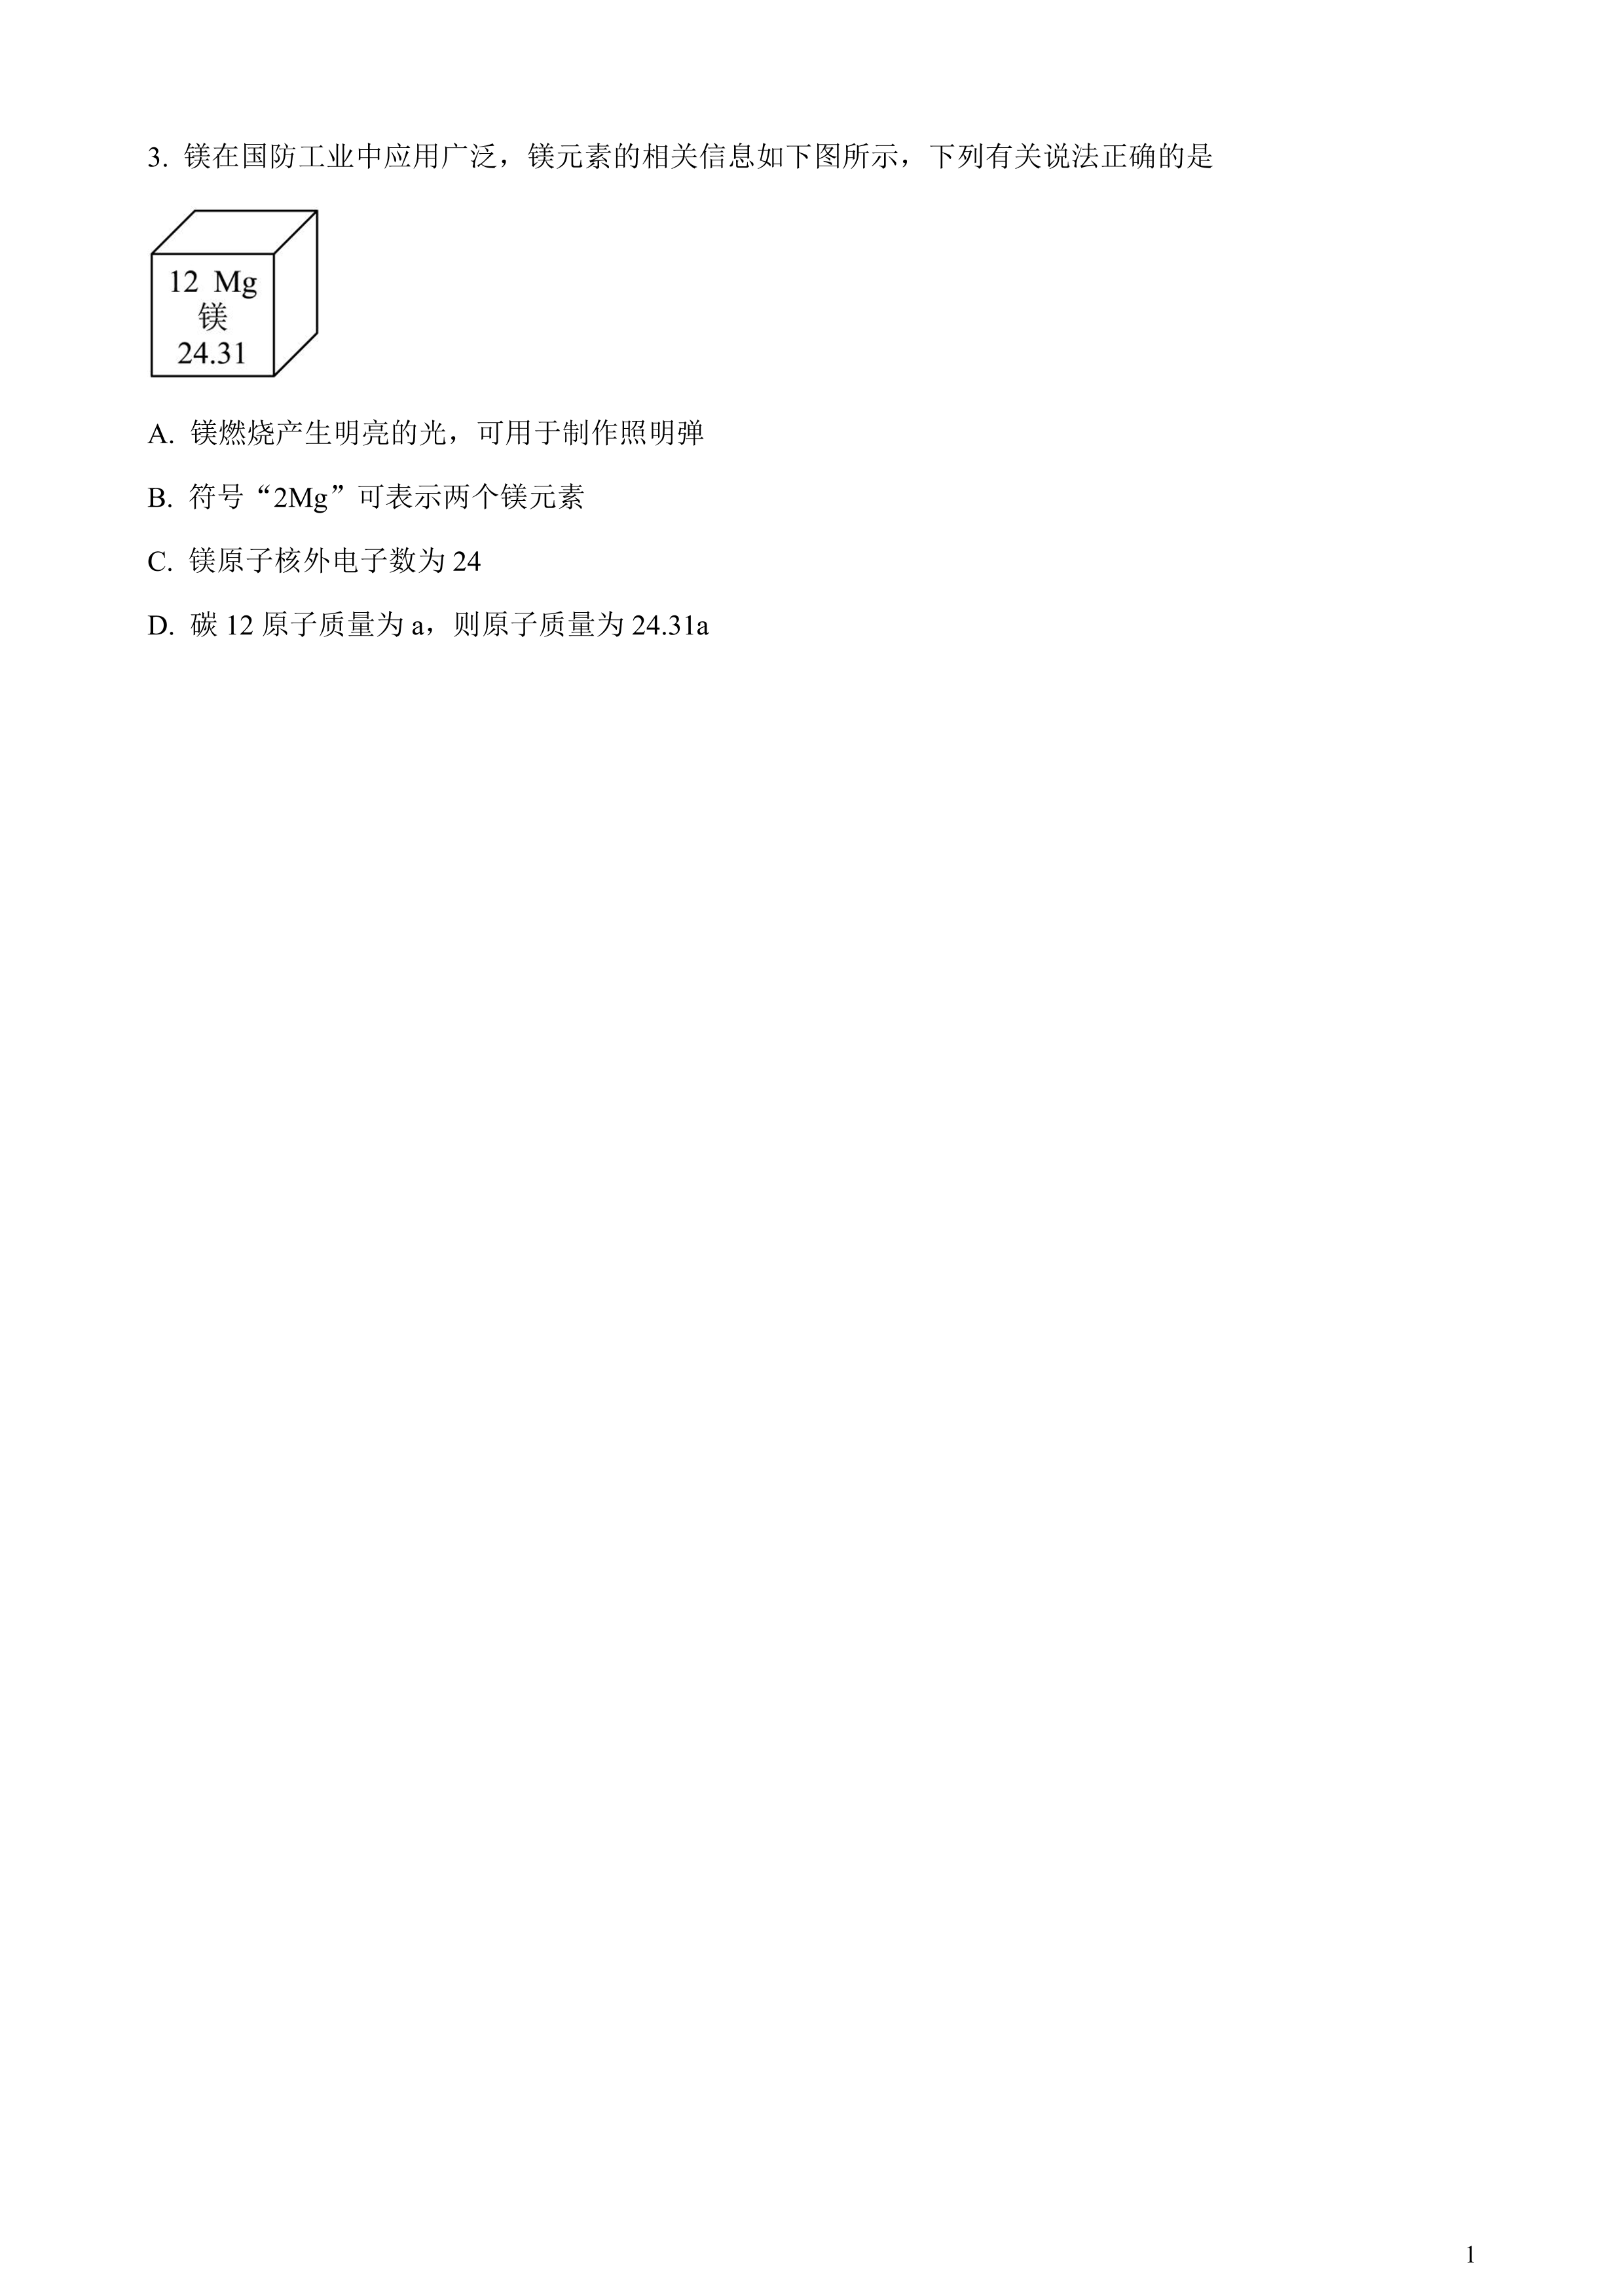 3. 镁在国防工业中应用广泛，镁元素的相关信息如下图所示，下列有关说法正确的是
12 Mg
镁
24.31
A. 镁燃烧产生明亮的光，可用于制作照明弹
B. 符号“2Mg”可表示两个镁元素
C. 镁原子核外电子数为 24
D. 碳 12 原子质量为 a，则原子质量为 24.31a
1